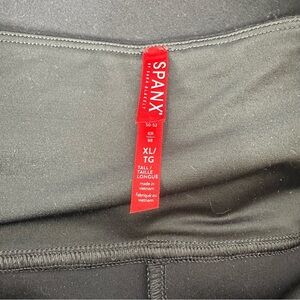 SPANX
BY SARA BLAKELY
XL/
TG
TALL/
TAILLE
LONGUE
made in
vietnam
fabriqué au
vietnam